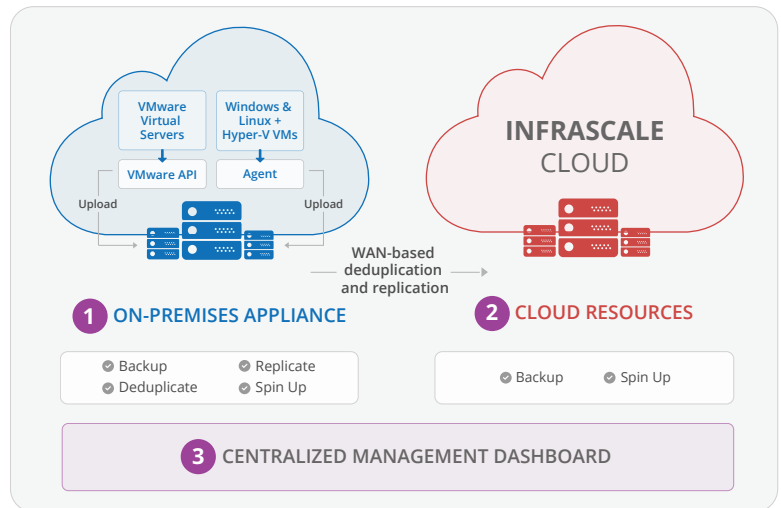 VMware
Virtual
Servers
Windows &
Linux +
Hyper-V VMs
VMware API
Agent
Upload
Upload
INFRASCALE
CLOUD
WAN-based
deduplication
and replication
1 ON-PREMISES APPLIANCE
2 CLOUD RESOURCES
Backup
Replicate
Deduplicate
Spin Up
Backup
Spin Up
3 CENTRALIZED MANAGEMENT DASHBOARD